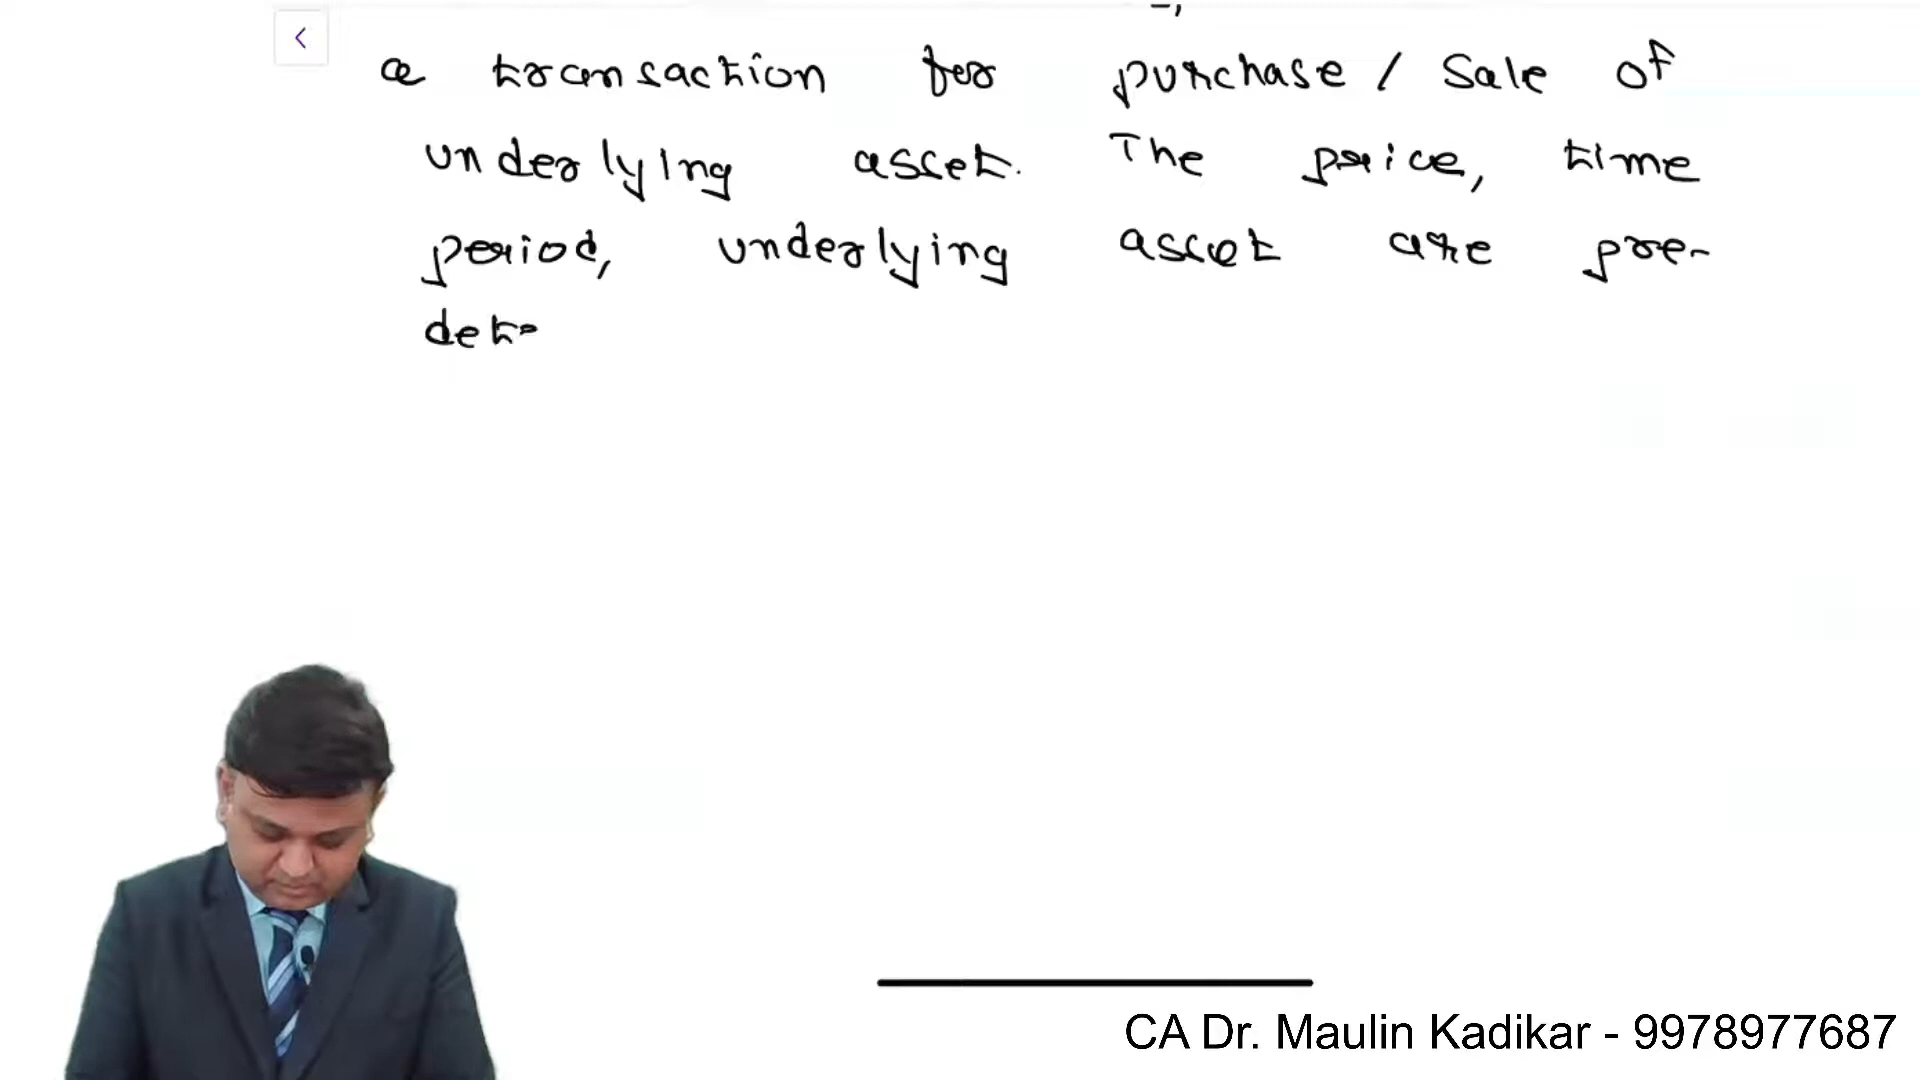 a transaction for purchase / Sale of
underlying asset. The price, time
period, underlying asset are pre-
dete
CA Dr. Maulin Kadikar - 9978977687